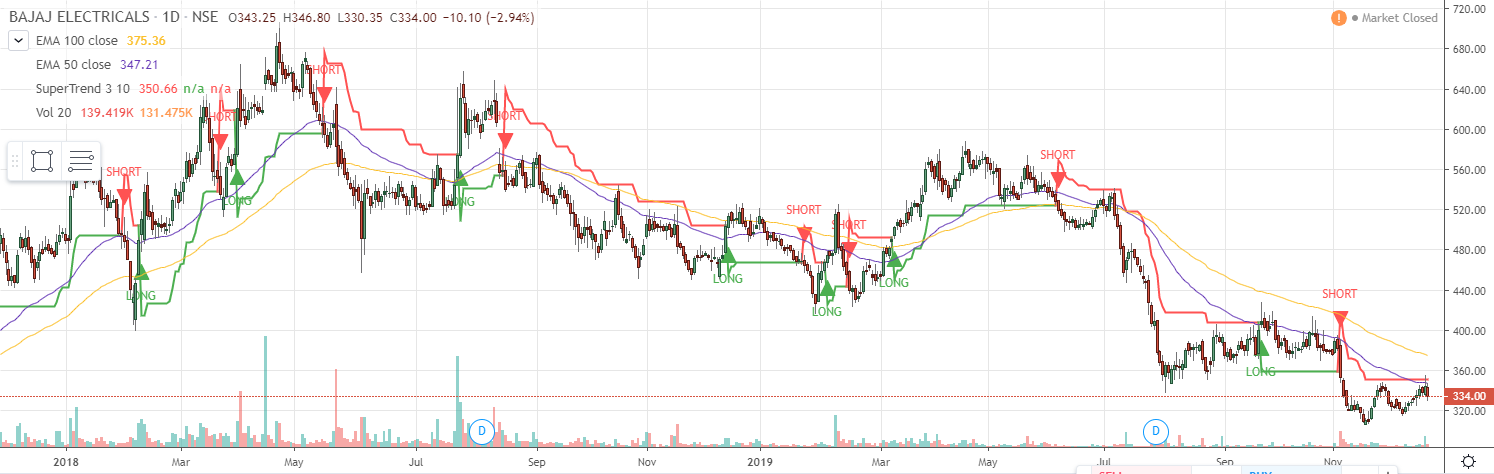 BAJAJ ELECTRICALS · 1D · NSE O343.25 H346.80 L330.35 C334.00 −10.10 (−2.94%)
! Market Closed
EMA 100 close 375.36
EMA 50 close 347.21
SuperTrend 3 10 350.66 n/a n/a
Vol 20 139.419K 131.475K
720.00
680.00
640.00
600.00
560.00
520.00
480.00
440.00
400.00
360.00
334.00
320.00
SHORT
SHORT
SHORT
SHORT
SHORT
SHORT
SHORT
SHORT
LONG
LONG
LONG
LONG
LONG
LONG
LONG
D
D
2018 Mar May Jul Sep Nov 2019 Mar May Jul Sep Nov
SELL BUY